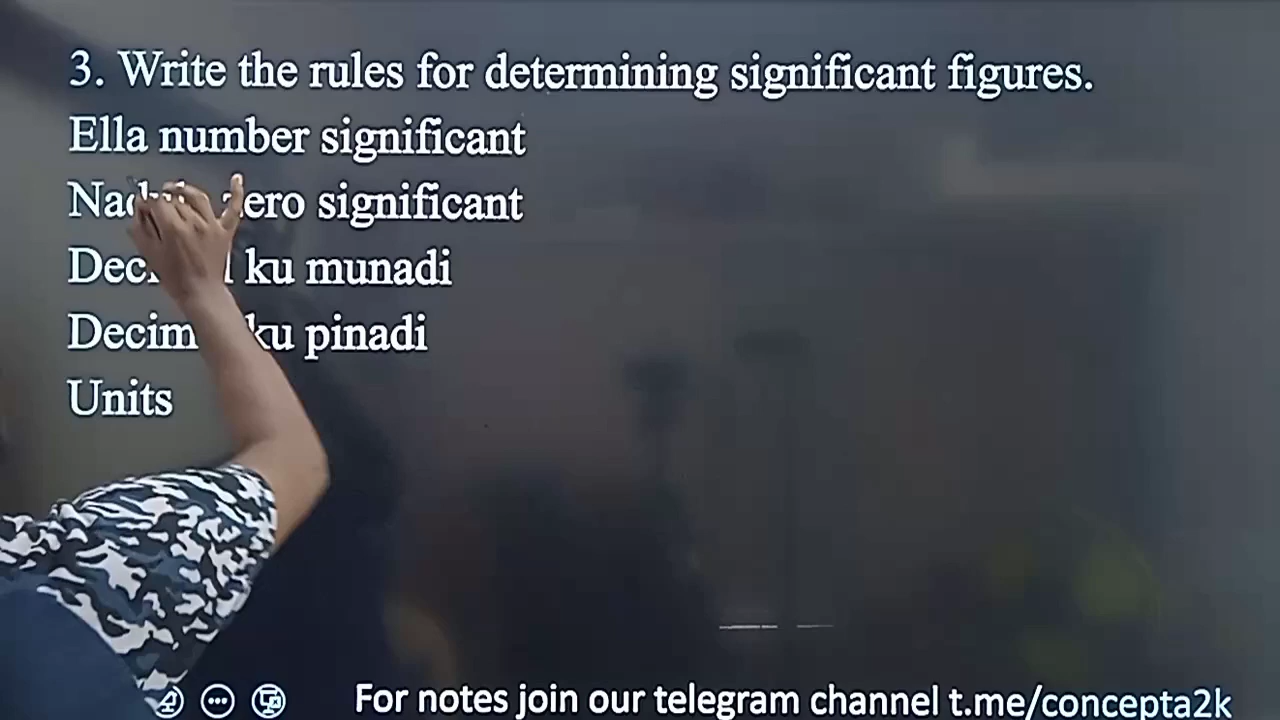 3. Write the rules for determining significant figures.
Ella number significant
zero significant
ku munadi
ku pinadi
Units
For notes join our telegram channel t.me/concepta2k